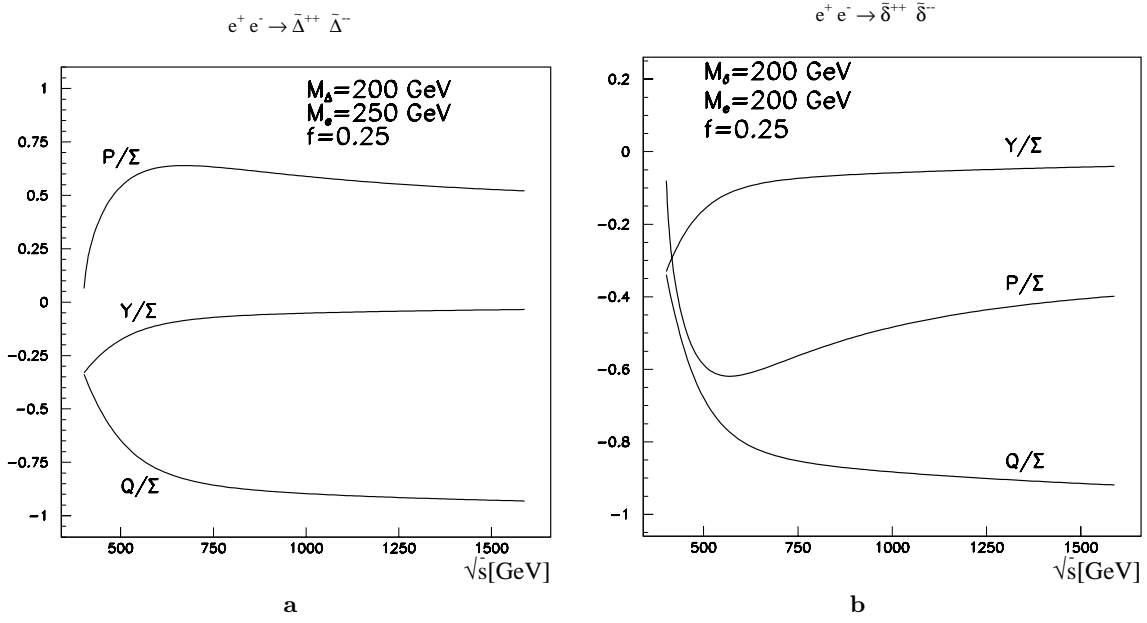 e⁺ e⁻ → Δ̃⁺⁺ Δ̃⁻⁻
M_Δ=200 GeV
M_e=250 GeV
f=0.25
P/Σ
Y/Σ
Q/Σ
1
0.75
0.5
0.25
0
−0.25
−0.5
−0.75
−1
500 750 1000 1250 1500
√s[GeV]
a
e⁺ e⁻ → δ̃⁺⁺ δ̃⁻⁻
M_δ=200 GeV
M_e=200 GeV
f=0.25
Y/Σ
P/Σ
Q/Σ
0.2
0
−0.2
−0.4
−0.6
−0.8
−1
500 750 1000 1250 1500
√s[GeV]
b